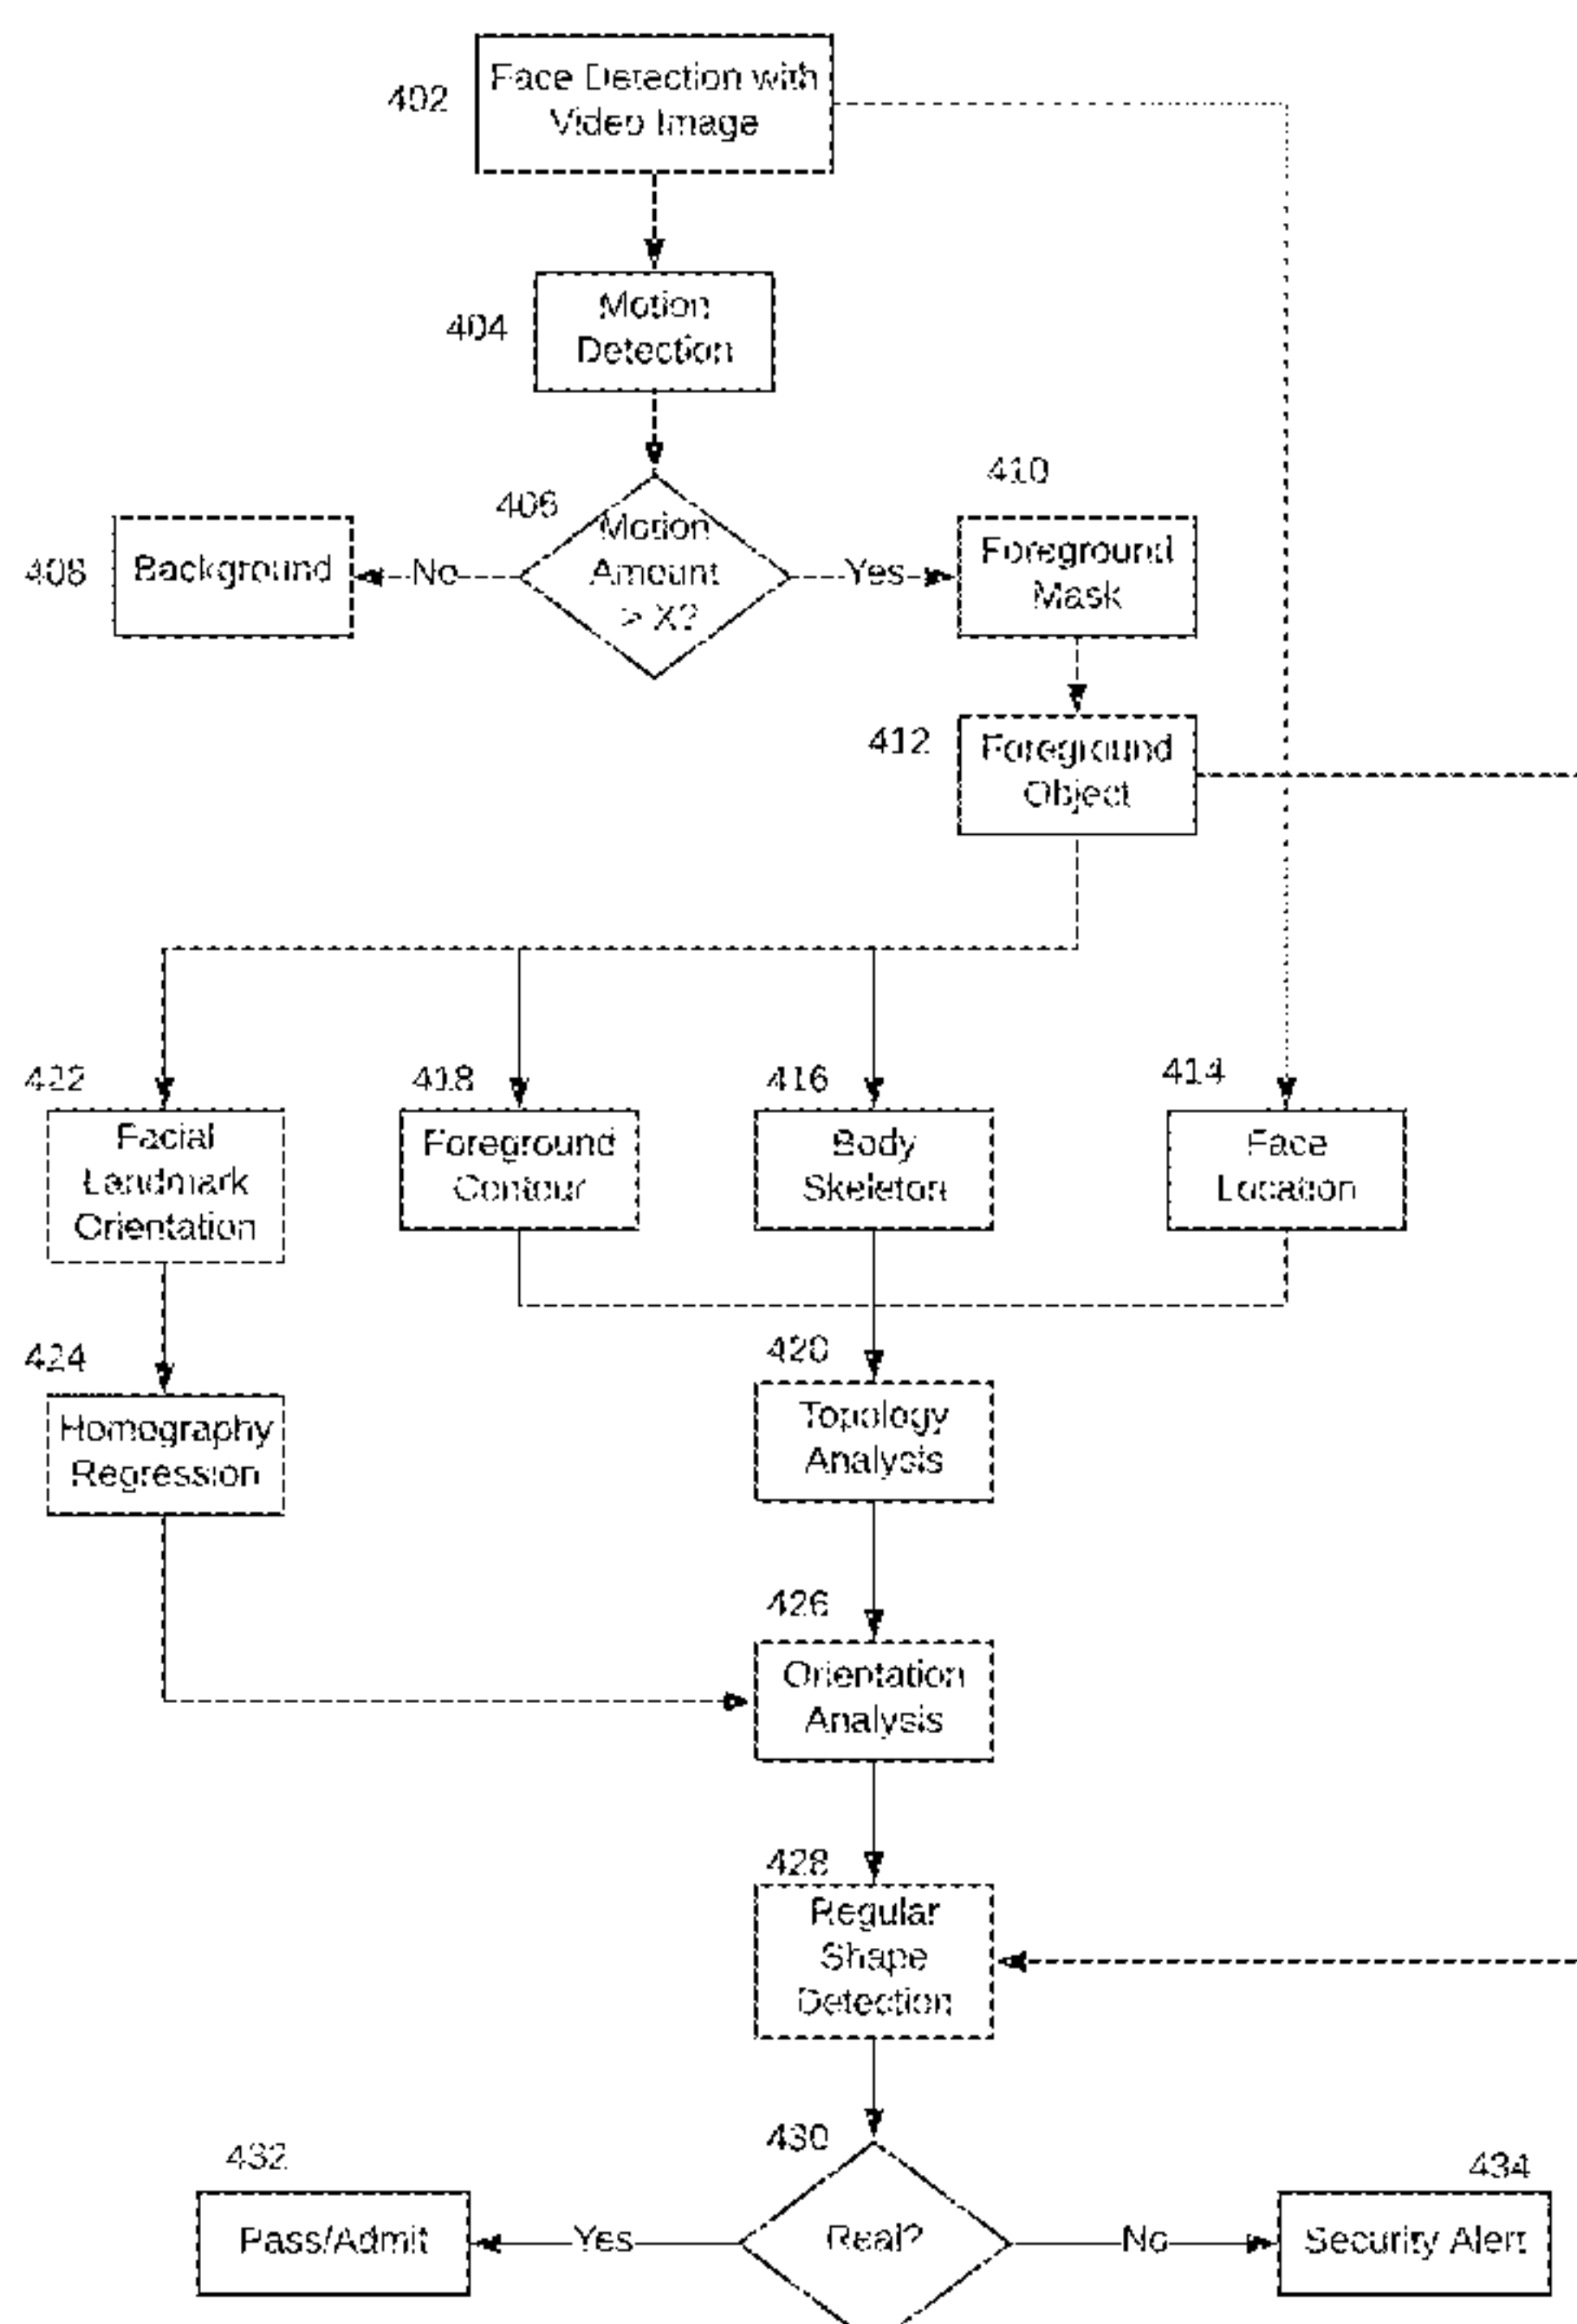 402
Face Detection with
Video Image
404
Motion
Detection
406
Motion
Amount
> X?
No
Yes
408
Background
410
Foreground
Mask
412
Foreground
Object
422
Facial
Landmark
Orientation
418
Foreground
Contour
416
Body
Skeleton
414
Face
Location
424
Homography
Regression
420
Topology
Analysis
426
Orientation
Analysis
428
Regular
Shape
Detection
430
Real?
Yes
No
432
Pass/Admit
434
Security Alert